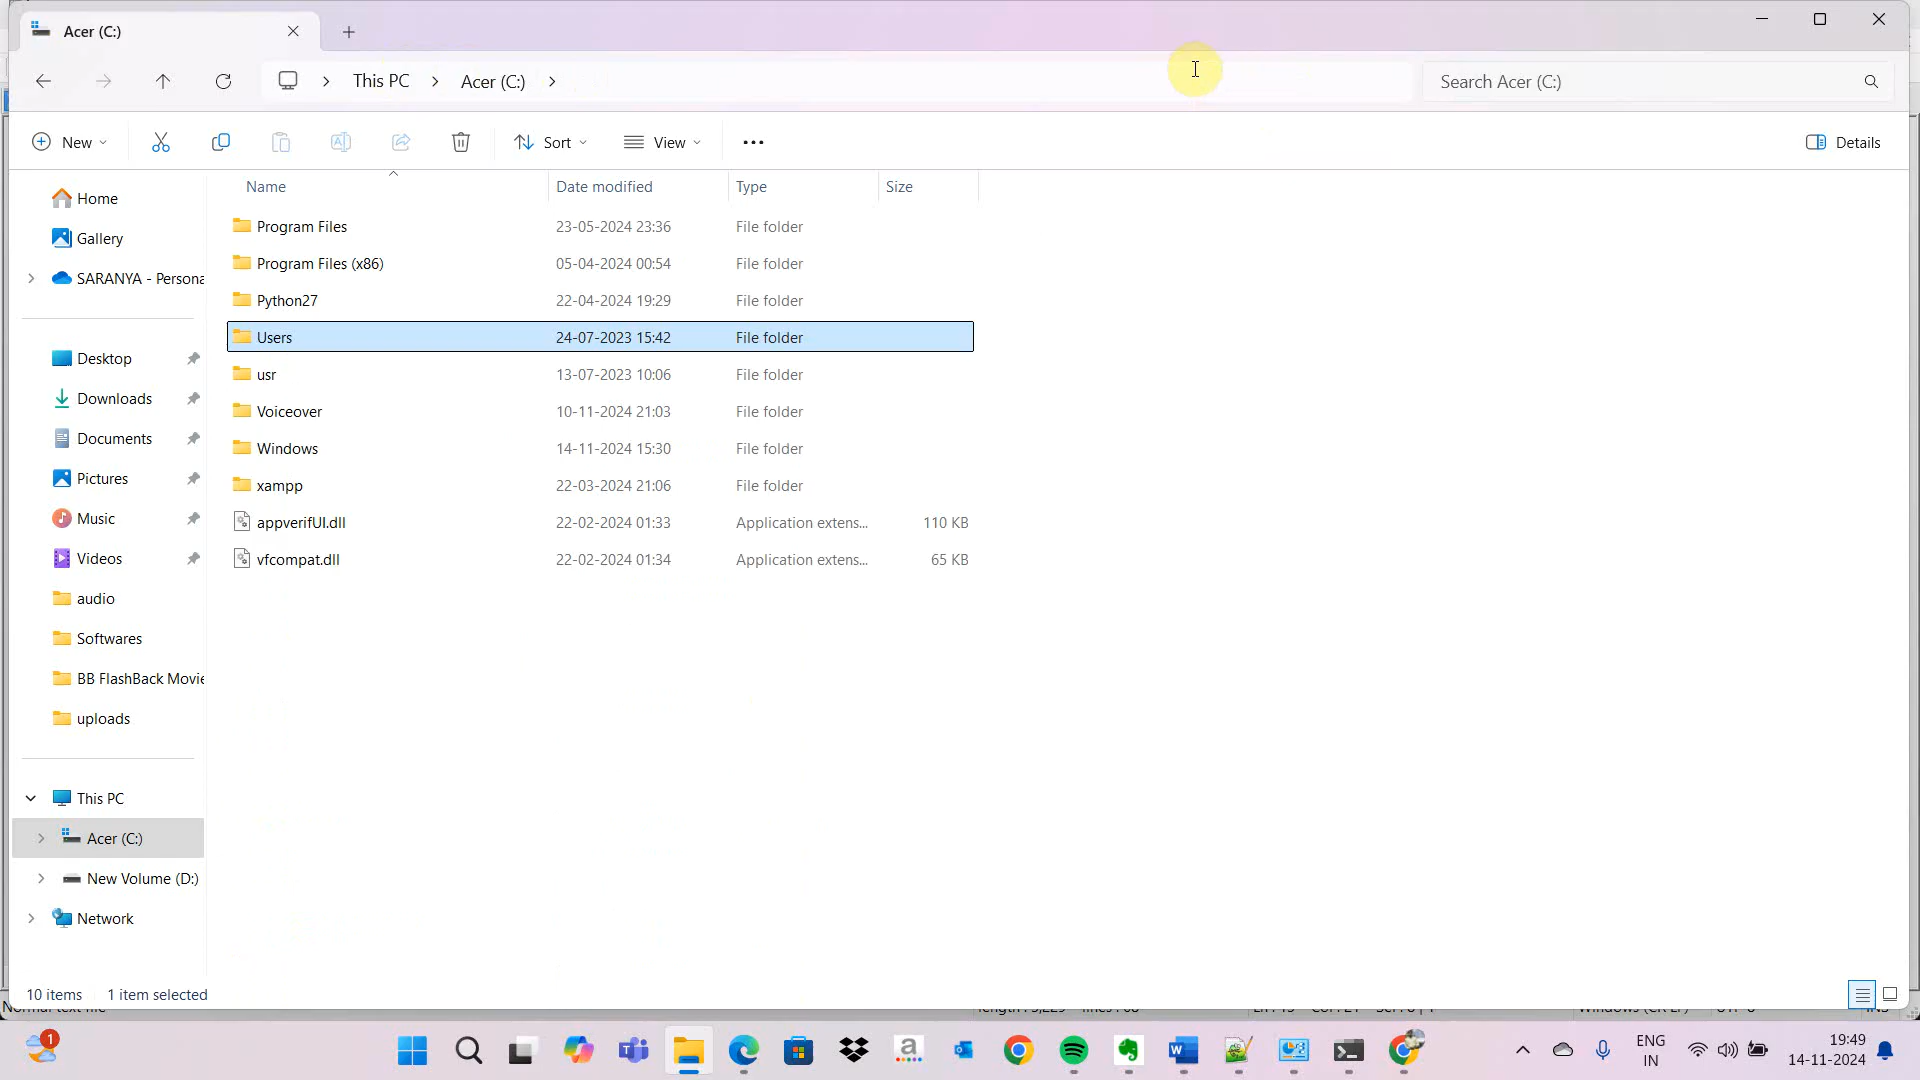 Acer (C:)
This PC
Acer (C:)
Search Acer (C:)
New
Sort
View
Details
Name
Date modified
Type
Size
Home
Gallery
SARANYA - Persona
Desktop
Downloads
Documents
Pictures
Music
Videos
audio
Softwares
BB FlashBack Movie
uploads
This PC
Acer (C:)
New Volume (D:)
Network
Program Files 23-05-2024 23:36 File folder
Program Files (x86) 05-04-2024 00:54 File folder
Python27 22-04-2024 19:29 File folder
Users 24-07-2023 15:42 File folder
usr 13-07-2023 10:06 File folder
Voiceover 10-11-2024 21:03 File folder
Windows 14-11-2024 15:30 File folder
xampp 22-03-2024 21:06 File folder
appverifUI.dll 22-02-2024 01:33 Application extens... 110 KB
vfcompat.dll 22-02-2024 01:34 Application extens... 65 KB
10 items 1 item selected
1
ENG
IN
19:49
14-11-2024